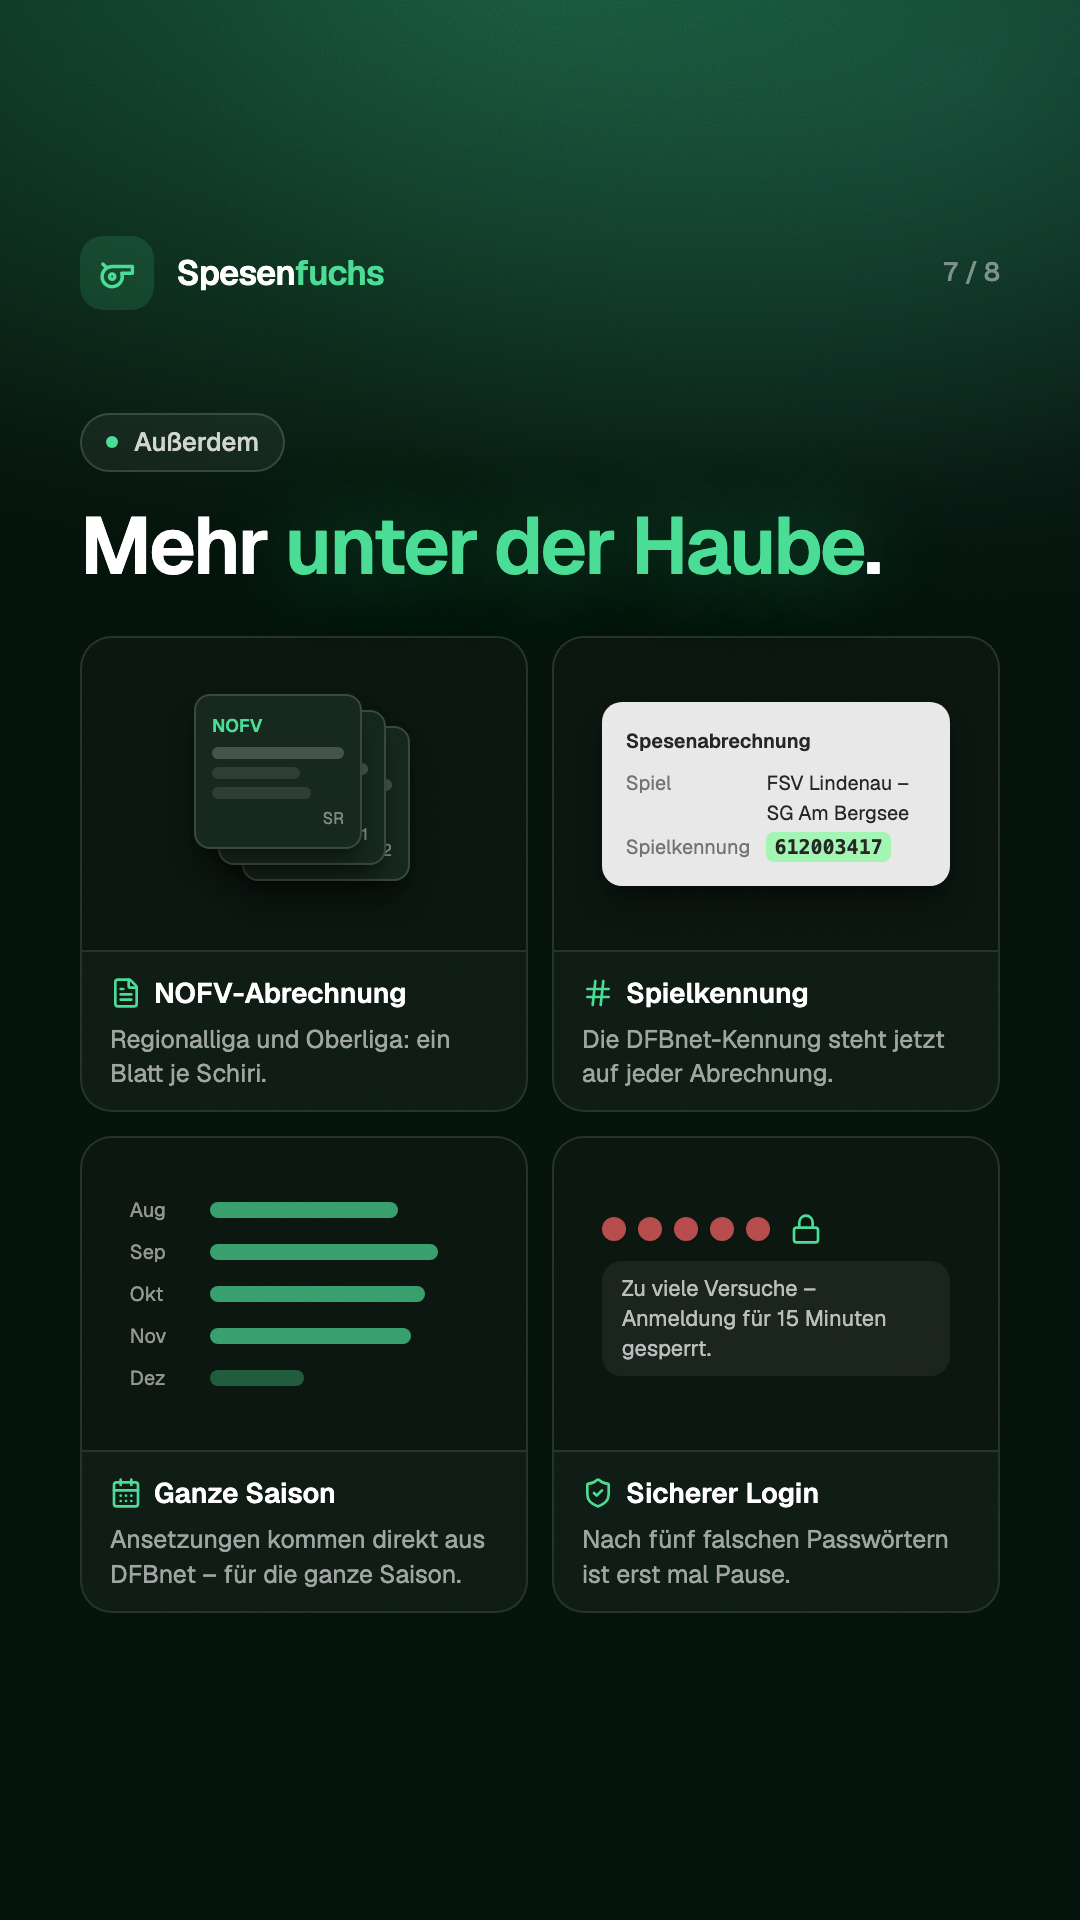 Spesenfuchs
7 / 8
Außerdem
Mehr unter der Haube.
NOFV
SR
1
2
Spesenabrechnung
Spiel FSV Lindenau –
SG Am Bergsee
Spielkennung 612003417
NOFV-Abrechnung
Regionalliga und Oberliga: ein
Blatt je Schiri.
Spielkennung
Die DFBnet-Kennung steht jetzt
auf jeder Abrechnung.
Aug
Sep
Okt
Nov
Dez
Zu viele Versuche –
Anmeldung für 15 Minuten
gesperrt.
Ganze Saison
Ansetzungen kommen direkt aus
DFBnet – für die ganze Saison.
Sicherer Login
Nach fünf falschen Passwörtern
ist erst mal Pause.